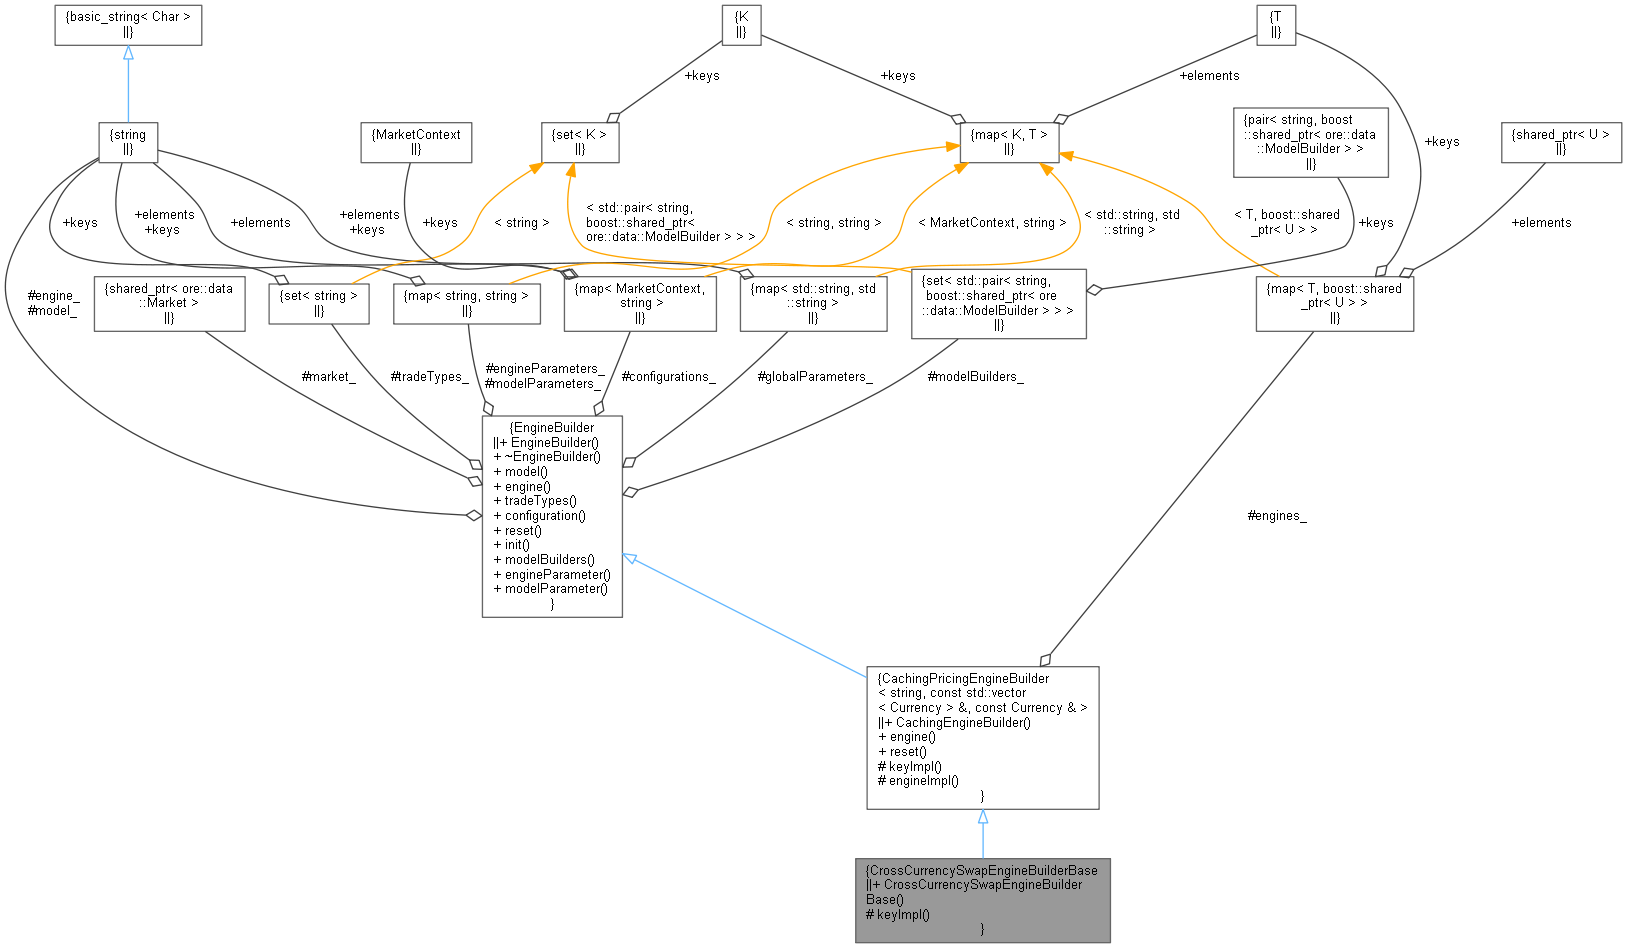 {basic_string< Char >
||}
{K
||}
{T
||}
+keys
+keys
+elements
{string
||}
{MarketContext
||}
{set< K >
||}
{map< K, T >
||}
{pair< string, boost
::shared_ptr< ore::data
::ModelBuilder > >
||}
{shared_ptr< U >
||}
+keys
+keys
+elements
+keys
+elements
+elements
+keys
+keys
< string >
< std::pair< string,
boost::shared_ptr<
ore::data::ModelBuilder > > >
< string, string >
< MarketContext, string >
< std::string, std
::string >
< T, boost::shared
_ptr< U > >
+keys
+elements
#engine_
#model_
{shared_ptr< ore::data
::Market >
||}
{set< string >
||}
{map< string, string >
||}
{map< MarketContext,
string >
||}
{map< std::string, std
::string >
||}
{set< std::pair< string,
boost::shared_ptr< ore
::data::ModelBuilder > > >
||}
{map< T, boost::shared
_ptr< U > >
||}
#market_
#tradeTypes_
#engineParameters_
#modelParameters_
#configurations_
#globalParameters_
#modelBuilders_
{EngineBuilder
||+ EngineBuilder()
+ ~EngineBuilder()
+ model()
+ engine()
+ tradeTypes()
+ configuration()
+ reset()
+ init()
+ modelBuilders()
+ engineParameter()
+ modelParameter()
}
#engines_
{CachingPricingEngineBuilder
< string, const std::vector
< Currency > &, const Currency & >
||+ CachingEngineBuilder()
+ engine()
+ reset()
# keyImpl()
# engineImpl()
}
{CrossCurrencySwapEngineBuilderBase
||+ CrossCurrencySwapEngineBuilder
Base()
# keyImpl()
}